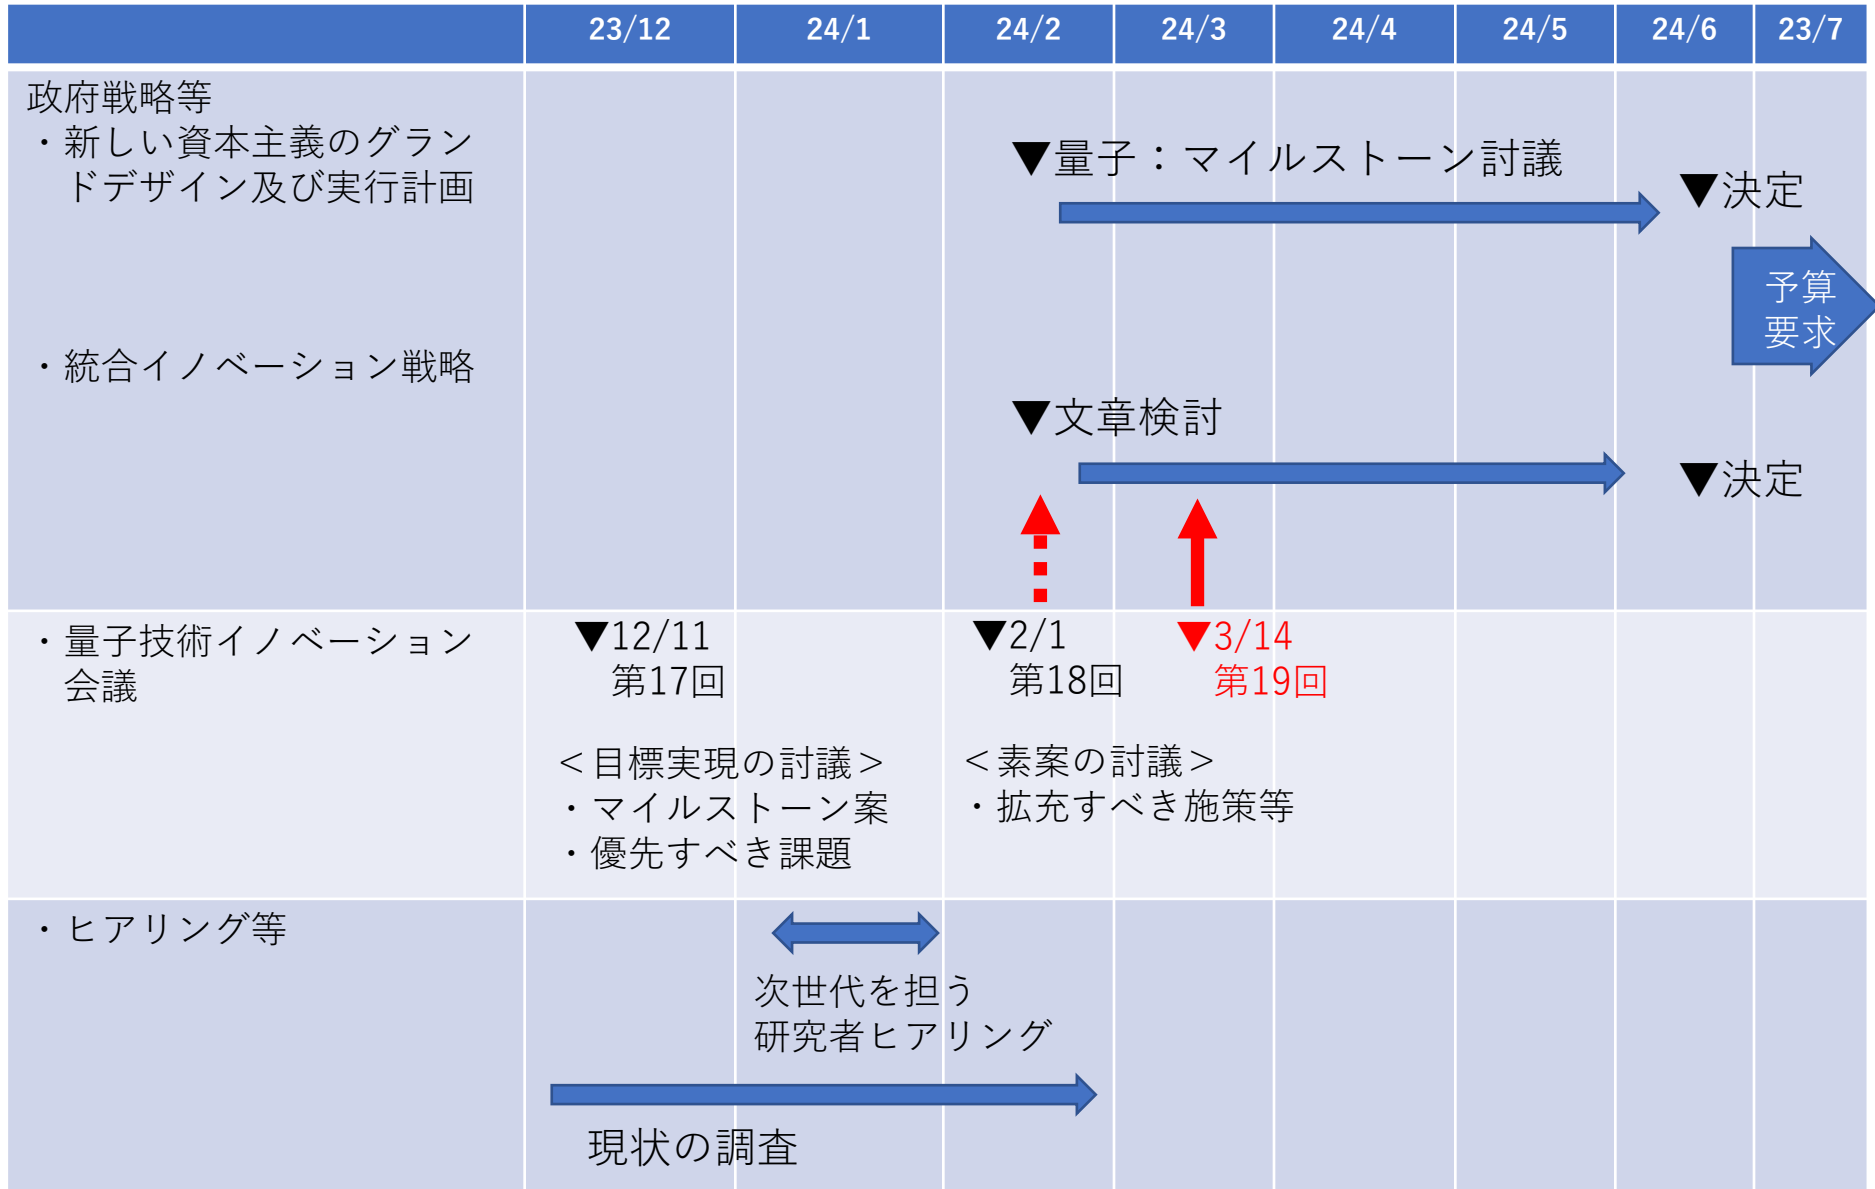 23/12 24/1 24/2 24/3 24/4 24/5 24/6 23/7
政府戦略等
・新しい資本主義のグラン
ドデザイン及び実行計画
▼量子：マイルストーン討議
▼決定
予算
要求
・統合イノベーション戦略
▼文章検討
▼決定
・量子技術イノベーション
会議
▼12/11
第17回
▼2/1
第18回
▼3/14
第19回
＜目標実現の討議＞
・マイルストーン案
・優先すべき課題
＜素案の討議＞
・拡充すべき施策等
・ヒアリング等
次世代を担う
研究者ヒアリング
現状の調査